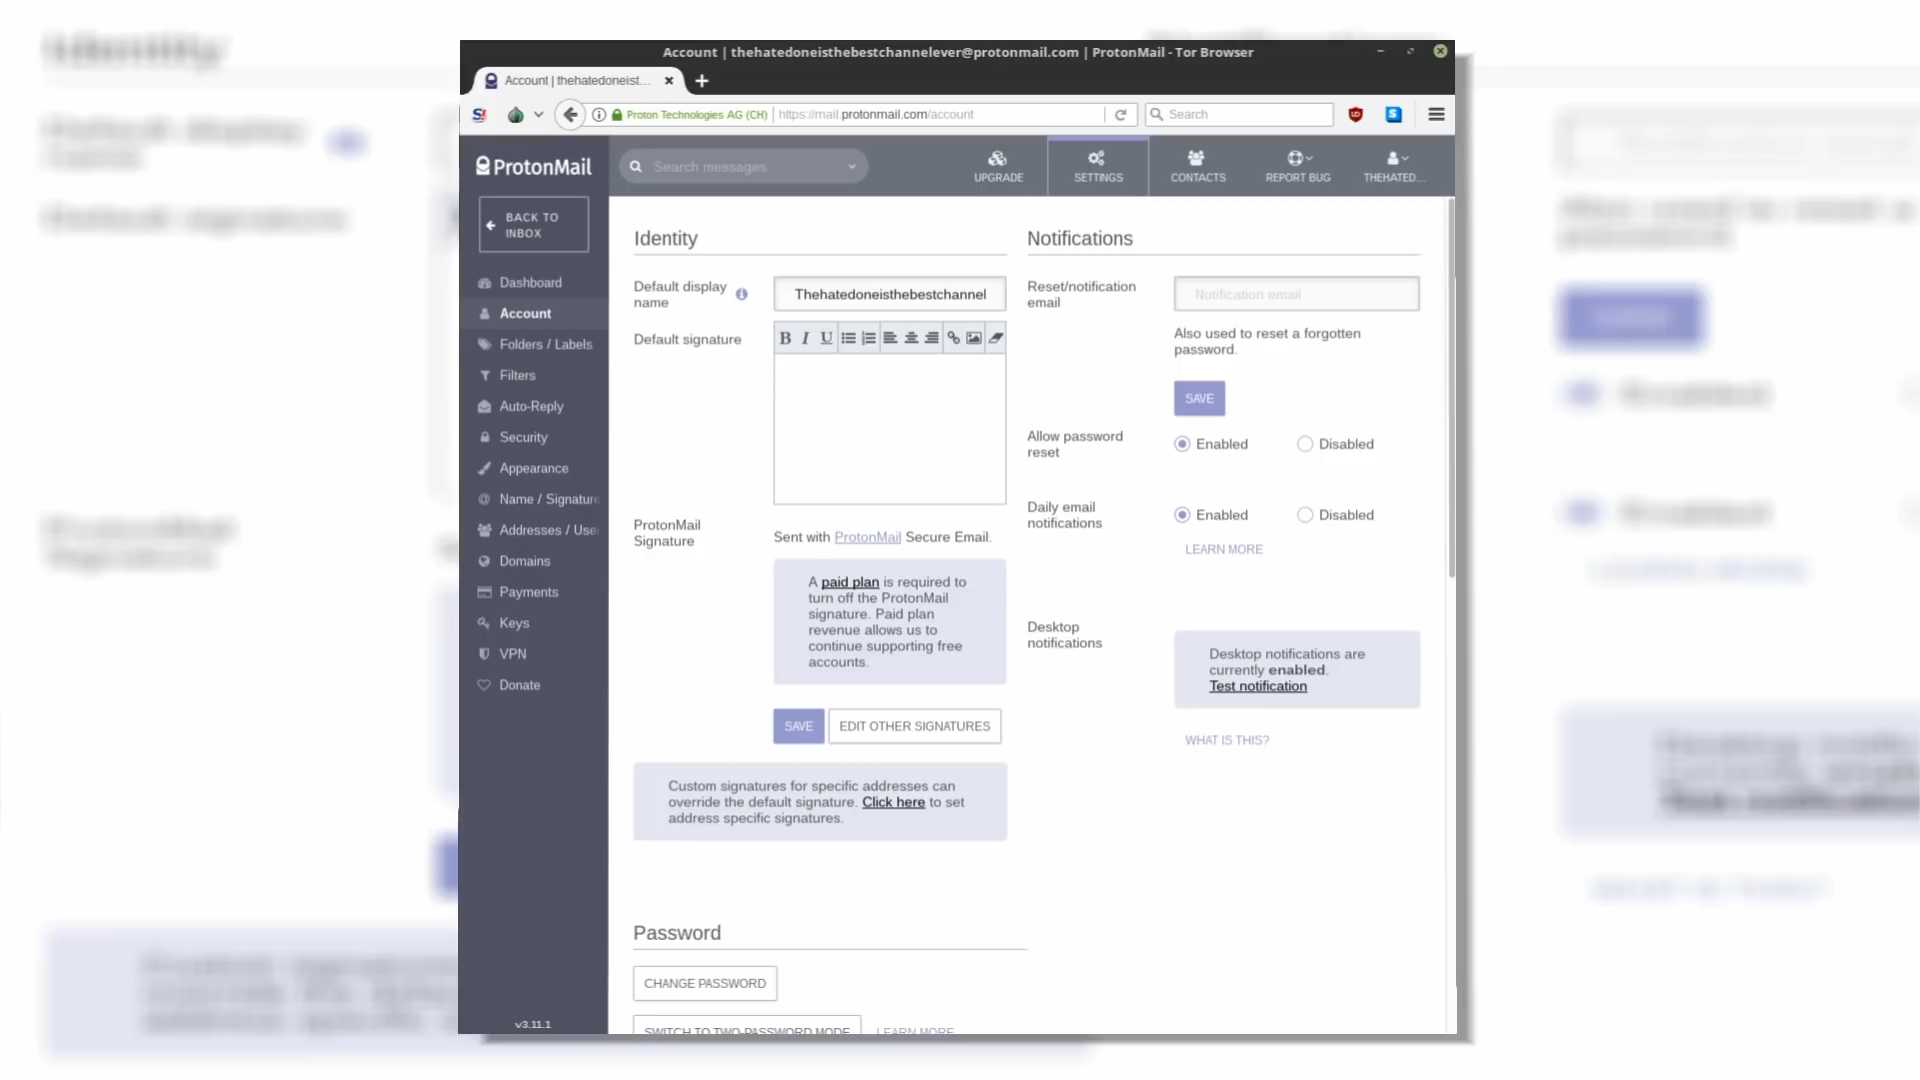 Account | thehatedoneisthebestchannelever@protonmail.com | ProtonMail - Tor Browser
Account | thehatedoneist...
Proton Technologies AG (CH) https://mail.protonmail.com/account
Search
ProtonMail
Search messages
UPGRADE
SETTINGS
CONTACTS
REPORT BUG
THEHATED...
BACK TO
INBOX
Dashboard
Account
Folders / Labels
Filters
Auto-Reply
Security
Appearance
Name / Signature
Addresses / Use
Domains
Payments
Keys
VPN
Donate
v3.11.1
Identity
Default display
name
Thehatedoneisthebestchannel
Default signature
B I U
ProtonMail
Signature
Sent with ProtonMail Secure Email.
A paid plan is required to
turn off the ProtonMail
signature. Paid plan
revenue allows us to
continue supporting free
accounts.
SAVE
EDIT OTHER SIGNATURES
Custom signatures for specific addresses can
override the default signature. Click here to set
address specific signatures.
Notifications
Reset/notification
email
Notification email
Also used to reset a forgotten
password.
SAVE
Allow password
reset
Enabled Disabled
Daily email
notifications
Enabled Disabled
LEARN MORE
Desktop
notifications
Desktop notifications are
currently enabled.
Test notification
WHAT IS THIS?
Password
CHANGE PASSWORD
SWITCH TO TWO-PASSWORD MODE LEARN MORE